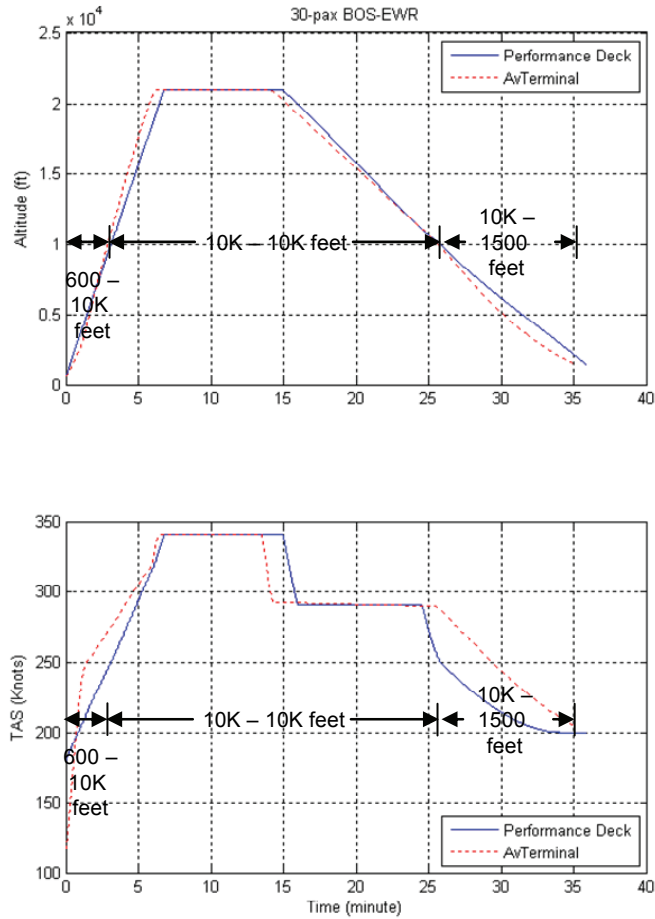 30-pax BOS-EWR
x 10⁴
2.5
2
1.5
1
0.5
0
Altitude (ft)
Performance Deck
AvTerminal
600 –
10K
feet
10K – 10K feet
10K –
1500
feet
0 5 10 15 20 25 30 35 40
350
300
250
200
150
100
TAS (Knots)
600 –
10K
feet
10K – 10K feet
10K –
1500
feet
Performance Deck
AvTerminal
0 5 10 15 20 25 30 35 40
Time (minute)